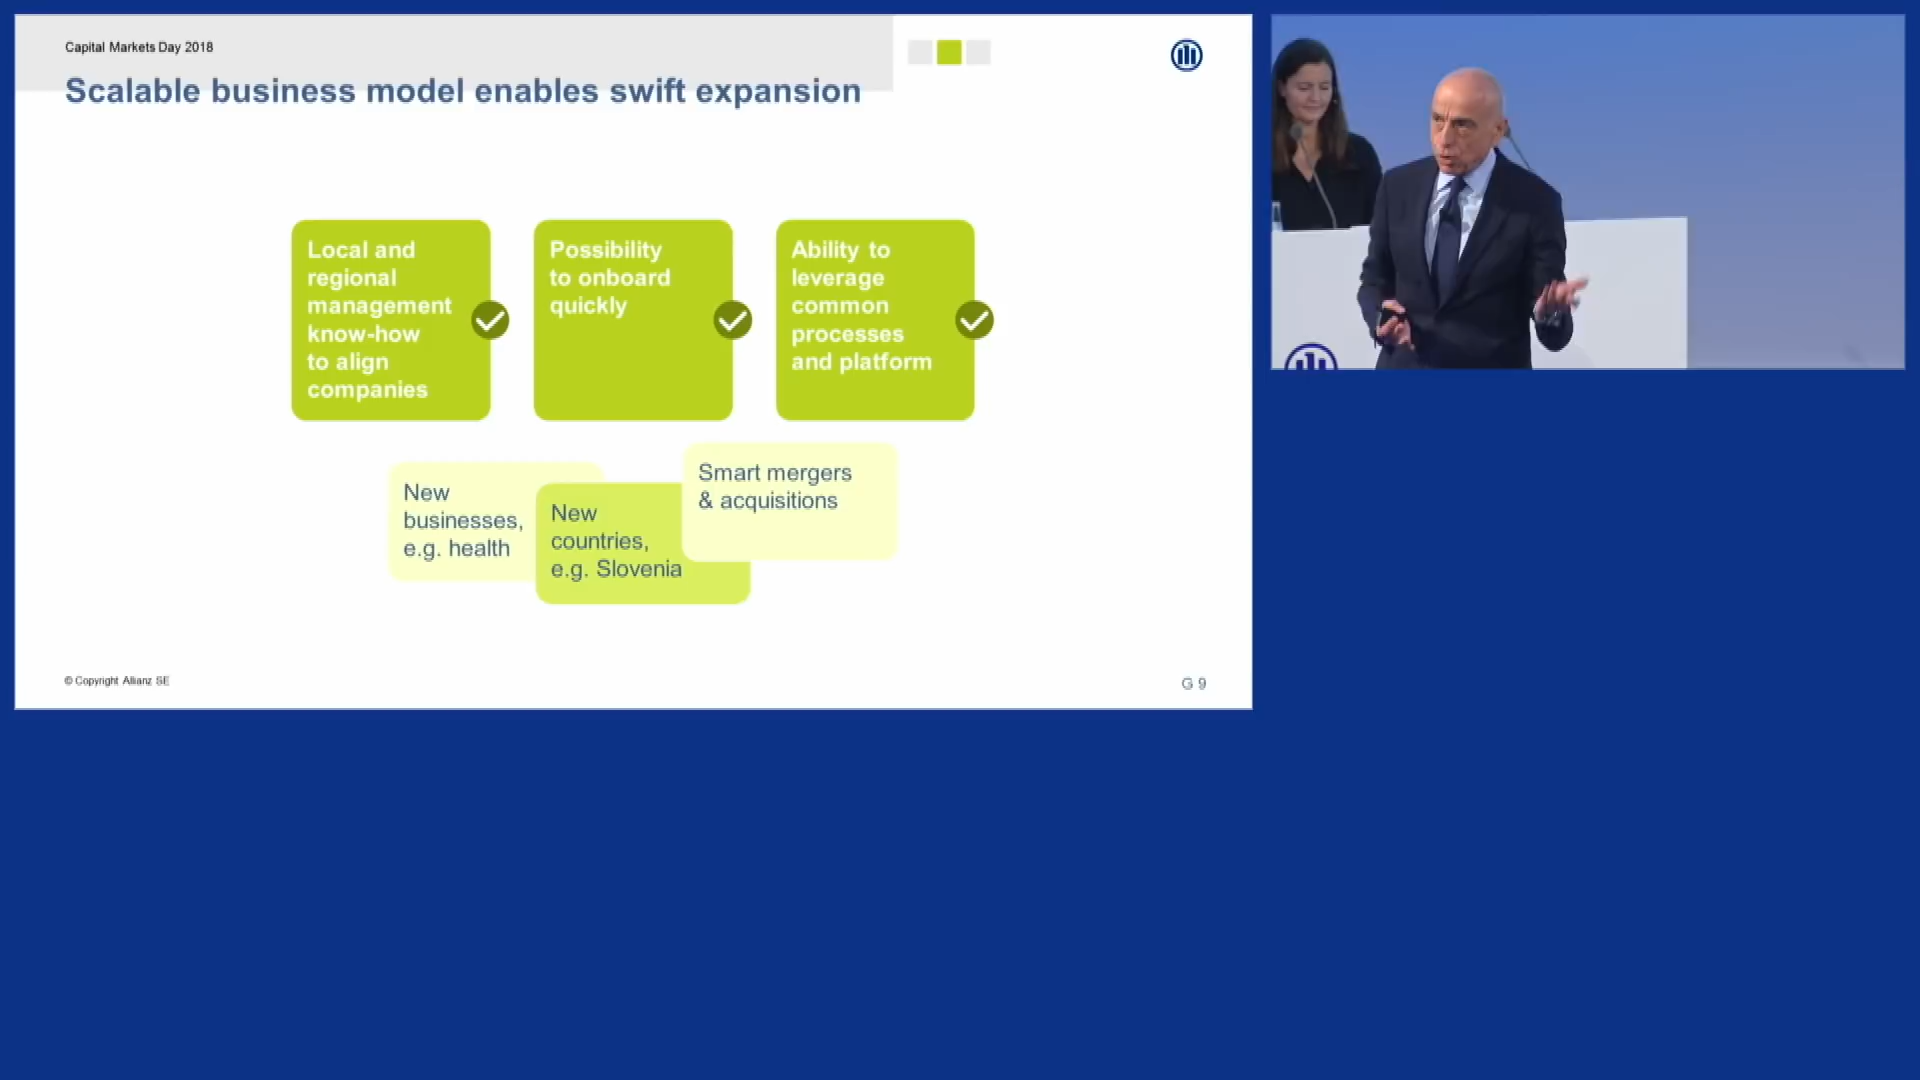 Capital Markets Day 2018
Scalable business model enables swift expansion
Local and
regional
management
know-how
to align
companies
Possibility
to onboard
quickly
Ability to
leverage
common
processes
and platform
New
businesses,
e.g. health
New
countries,
e.g. Slovenia
Smart mergers
& acquisitions
© Copyright Allianz SE
G 9